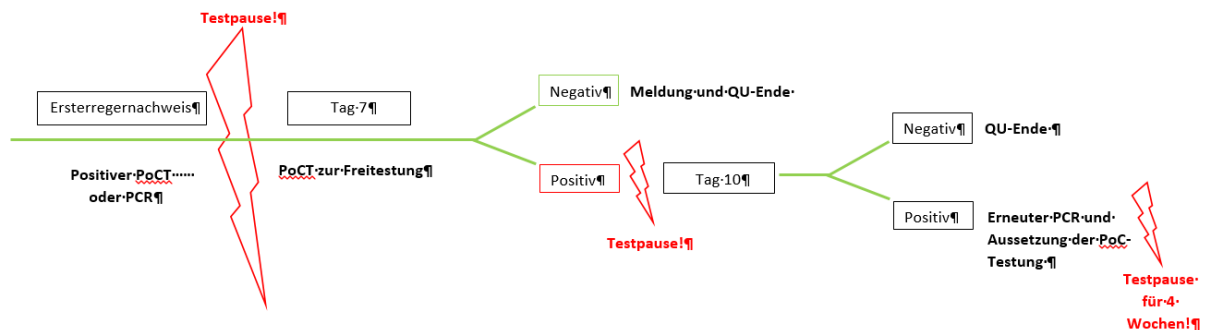 Testpause!¶
Ersterregernachweis¶
Positiver·PoCT······
oder·PCR¶
Tag·7¶
PoCT·zur·Freitestung¶
Negativ¶
Meldung·und·QU-Ende·
Positiv¶
Testpause!¶
Tag·10¶
Negativ¶
QU-Ende·¶
Positiv¶
Erneuter·PCR·und·
Aussetzung·der·PoC-
Testung·¶
Testpause·
für·4·
Wochen!¶